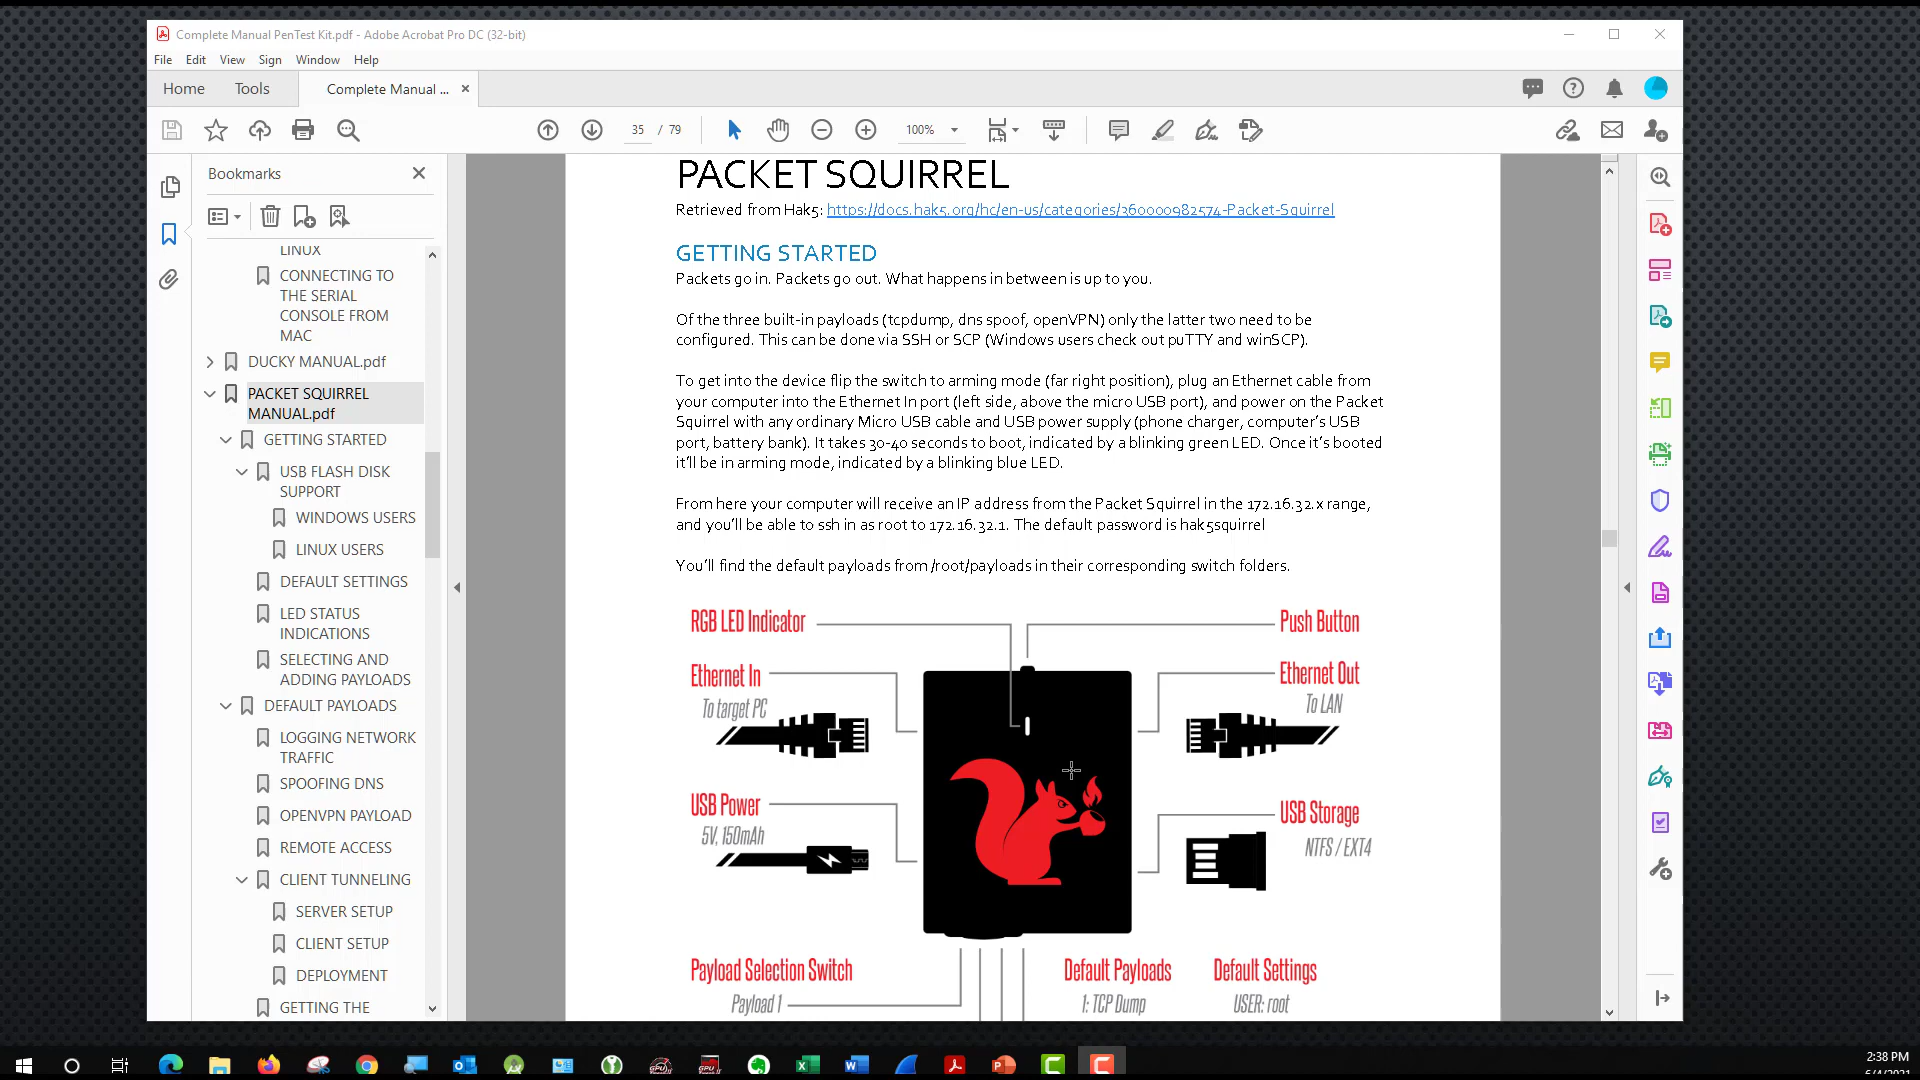 Complete Manual PenTest Kit.pdf - Adobe Acrobat Pro DC (32-bit)
File Edit View Sign Window Help
Home Tools Complete Manual ...
35 / 79 100%
Bookmarks
LINUX
CONNECTING TO
THE SERIAL
CONSOLE FROM
MAC
DUCKY MANUAL.pdf
PACKET SQUIRREL
MANUAL.pdf
GETTING STARTED
USB FLASH DISK
SUPPORT
WINDOWS USERS
LINUX USERS
DEFAULT SETTINGS
LED STATUS
INDICATIONS
SELECTING AND
ADDING PAYLOADS
DEFAULT PAYLOADS
LOGGING NETWORK
TRAFFIC
SPOOFING DNS
OPENVPN PAYLOAD
REMOTE ACCESS
CLIENT TUNNELING
SERVER SETUP
CLIENT SETUP
DEPLOYMENT
GETTING THE
PACKET SQUIRREL
Retrieved from Hak5: https://docs.hak5.org/hc/en-us/categories/360000982574-Packet-Squirrel
GETTING STARTED
Packets go in. Packets go out. What happens in between is up to you.
Of the three built-in payloads (tcpdump, dns spoof, openVPN) only the latter two need to be
configured. This can be done via SSH or SCP (Windows users check out puTTY and winSCP).
To get into the device flip the switch to arming mode (far right position), plug an Ethernet cable from
your computer into the Ethernet In port (left side, above the micro USB port), and power on the Packet
Squirrel with any ordinary Micro USB cable and USB power supply (phone charger, computer's USB
port, battery bank). It takes 30-40 seconds to boot, indicated by a blinking green LED. Once it's booted
it'll be in arming mode, indicated by a blinking blue LED.
From here your computer will receive an IP address from the Packet Squirrel in the 172.16.32.x range,
and you'll be able to ssh in as root to 172.16.32.1. The default password is hak5squirrel
You'll find the default payloads from /root/payloads in their corresponding switch folders.
RGB LED Indicator
Push Button
Ethernet In
To target PC
Ethernet Out
To LAN
USB Power
5V, 150mAh
USB Storage
NTFS / EXT4
Payload Selection Switch
Payload 1
Default Payloads
1: TCP Dump
Default Settings
USER: root
2:38 PM